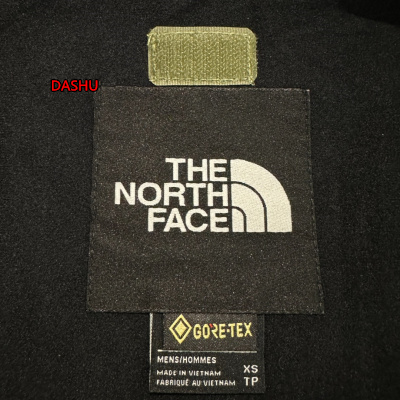 DASHU
THE
NORTH
FACE
GORE-TEX
MENS/HOMMES
MADE IN VIETNAM XS
FABRIQUÉ AU VIETNAM TP